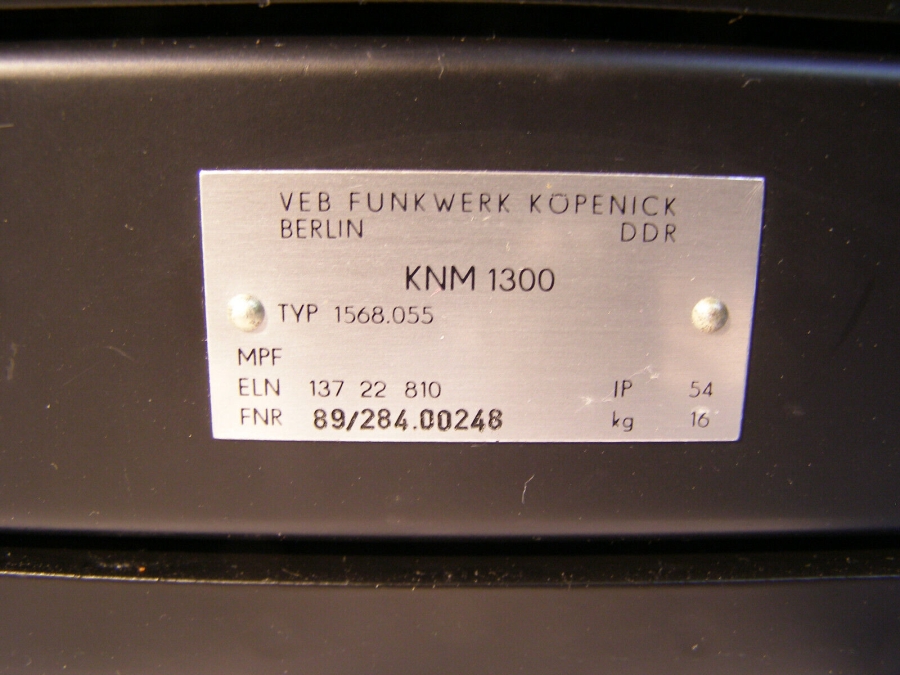 VEB FUNKWERK KÖPENICK
BERLIN DDR
KNM 1300
TYP 1568.055
MPF
ELN 137 22 810 IP 54
FNR 89/284.00248 kg 16